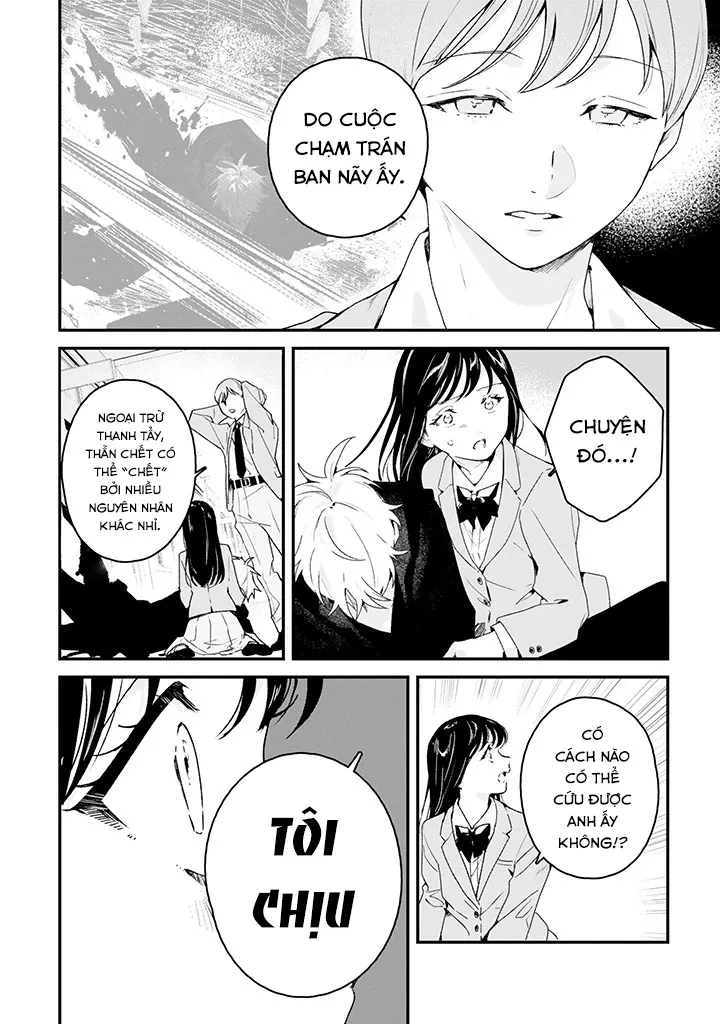 DO CUỘC
CHẠM TRÁN
BAN NÃY ẤY.
CHUYỆN
ĐÓ...!
NGOẠI TRỪ
THANH TẨY,
THẦN CHẾT CÓ
THỂ “CHẾT”
BỞI NHIỀU
NGUYÊN NHÂN
KHÁC NHỈ.
CÓ
CÁCH NÀO
CÓ THỂ
CỨU ĐƯỢC
ANH ẤY
KHÔNG!?
TÔI
CHỊU